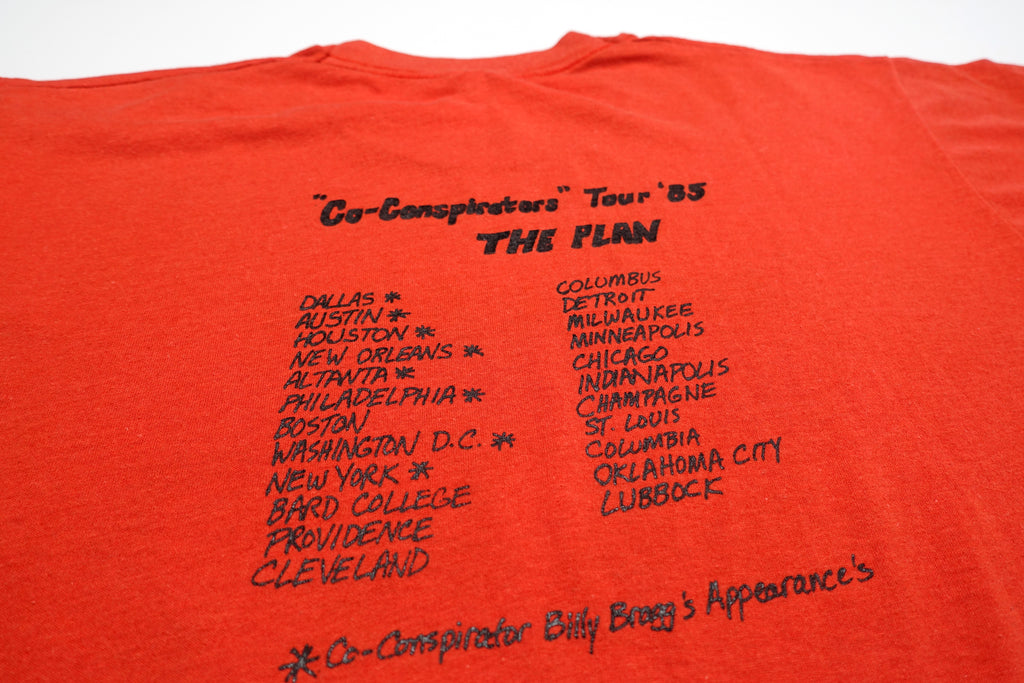 "Co-Conspirators" Tour '85
THE PLAN
DALLAS *
AUSTIN *
HOUSTON *
NEW ORLEANS *
ALTANTA *
PHILADELPHIA *
BOSTON
WASHINGTON D.C. *
NEW YORK *
BARD COLLEGE
PROVIDENCE
CLEVELAND
COLUMBUS
DETROIT
MILWAUKEE
MINNEAPOLIS
CHICAGO
INDIANAPOLIS
CHAMPAGNE
ST. LOUIS
COLUMBIA
OKLAHOMA CITY
LUBBOCK
* Co-Conspirator Billy Bragg's Appearance's